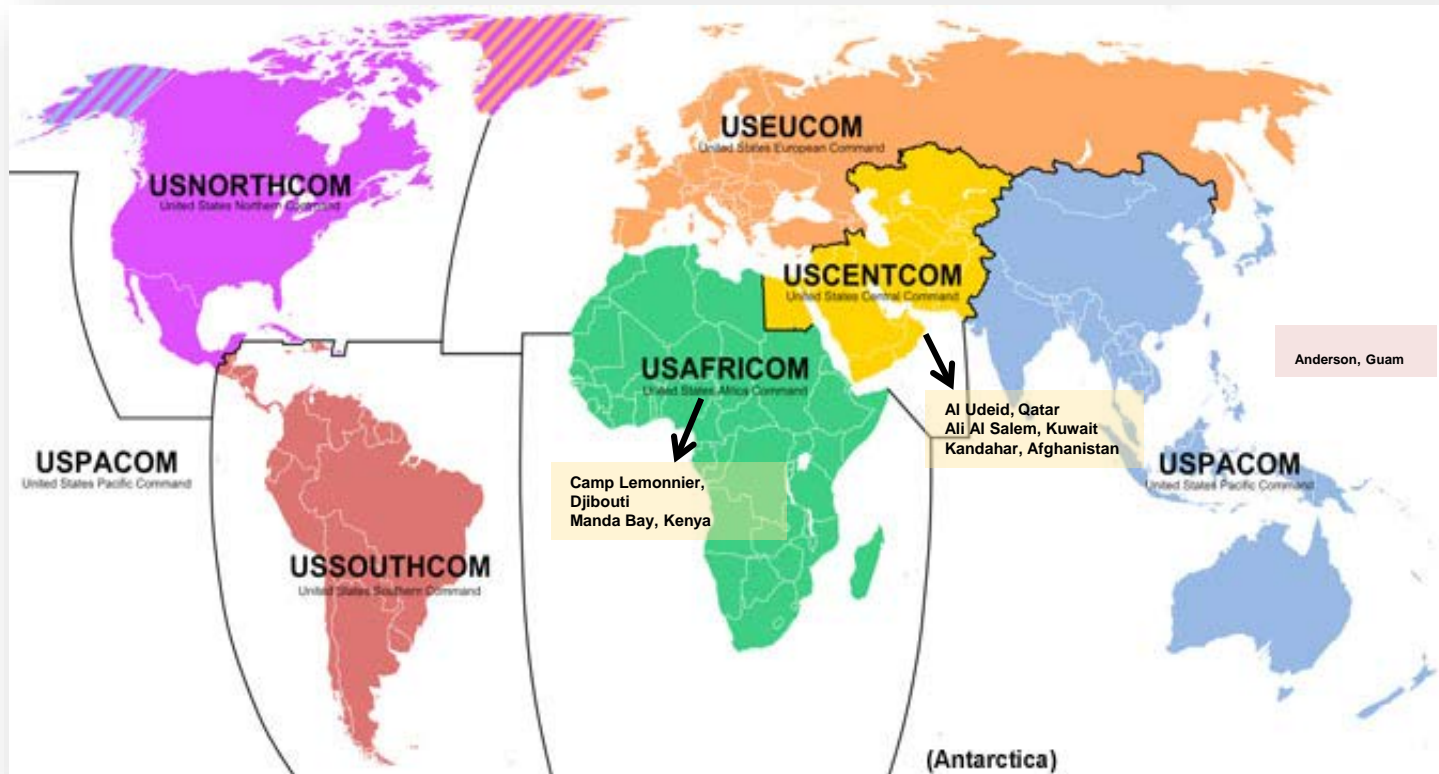 USEUCOM
United States European Command
USNORTHCOM
United States Northern Command
USCENTCOM
United States Central Command
USAFRICOM
United States Africa Command
Anderson, Guam
Al Udeid, Qatar
Ali Al Salem, Kuwait
Kandahar, Afghanistan
USPACOM
United States Pacific Command
Camp Lemonnier,
Djibouti
Manda Bay, Kenya
USPACOM
United States Pacific Command
USSOUTHCOM
United States Southern Command
(Antarctica)